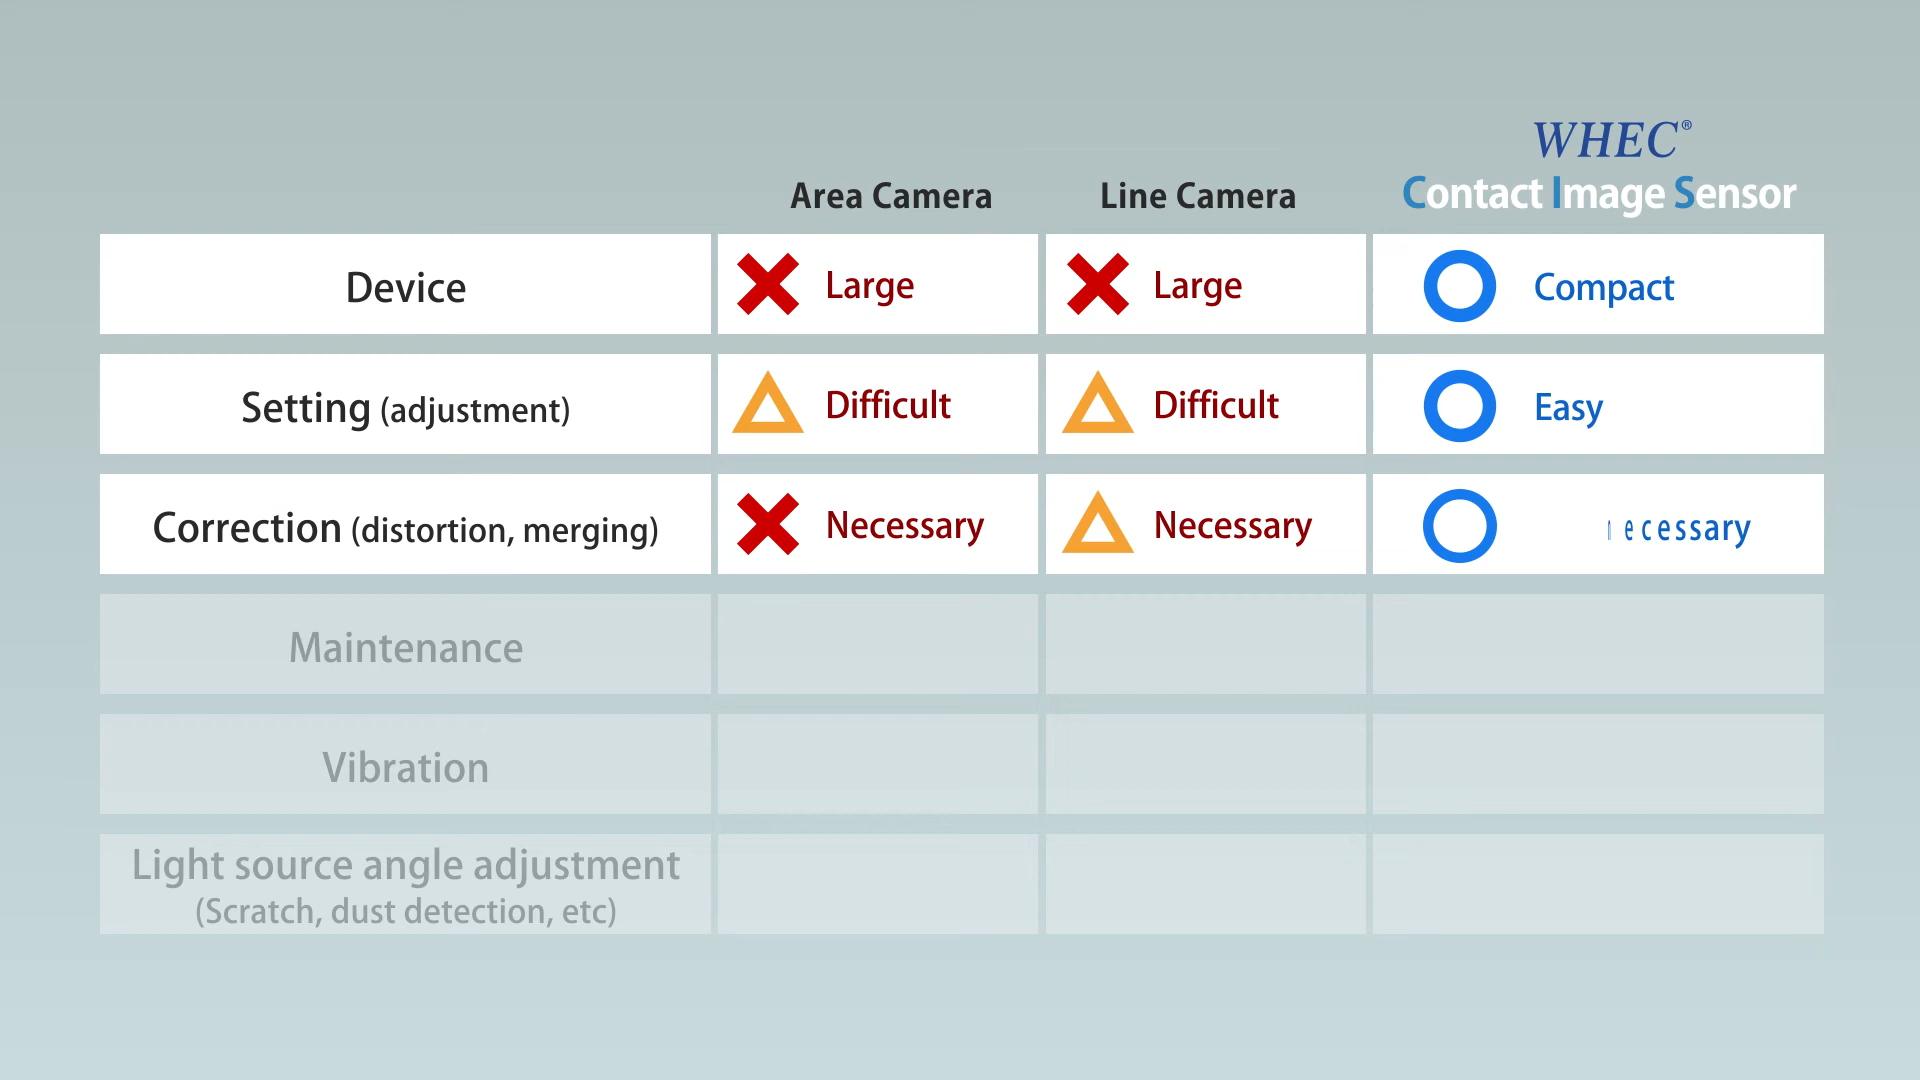 WHEC®
Area Camera
Line Camera
Contact Image Sensor
Device
Large
Large
Compact
Setting (adjustment)
Difficult
Difficult
Easy
Correction (distortion, merging)
Necessary
Necessary
necessary
Maintenance
Vibration
Light source angle adjustment
(Scratch, dust detection, etc)